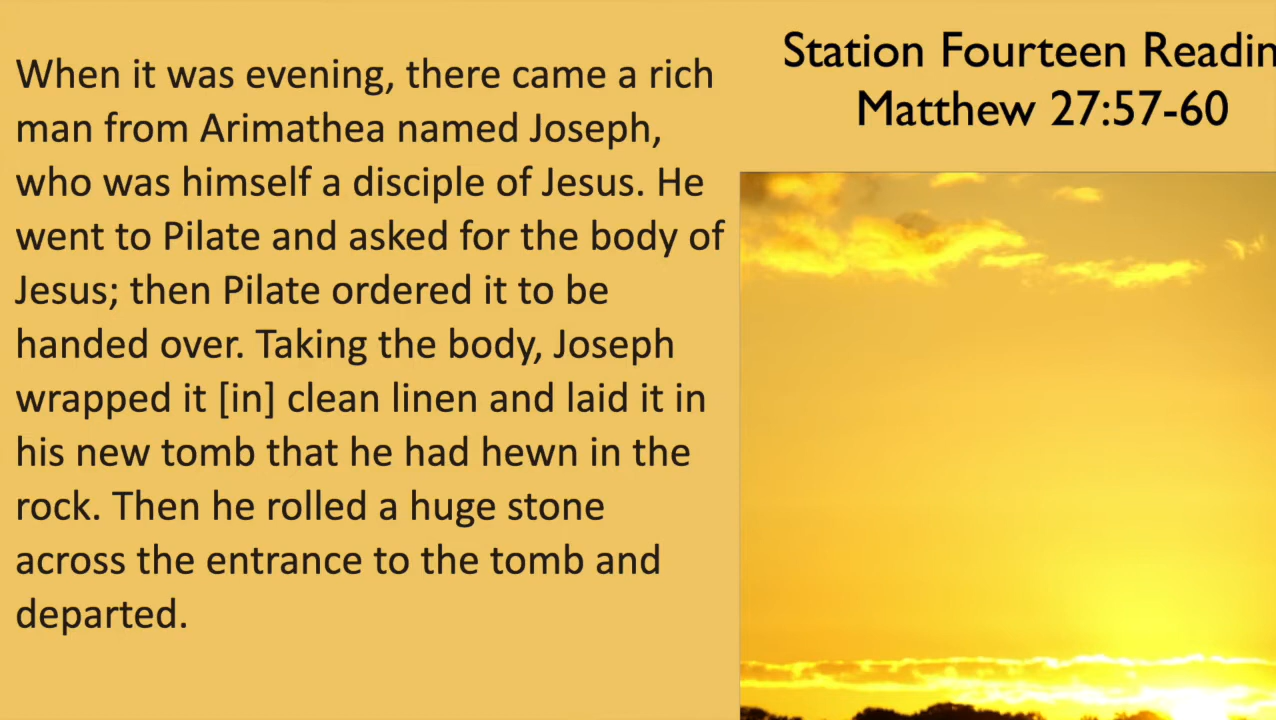 Station Fourteen Readin
Matthew 27:57-60
When it was evening, there came a rich
man from Arimathea named Joseph,
who was himself a disciple of Jesus. He
went to Pilate and asked for the body of
Jesus; then Pilate ordered it to be
handed over. Taking the body, Joseph
wrapped it [in] clean linen and laid it in
his new tomb that he had hewn in the
rock. Then he rolled a huge stone
across the entrance to the tomb and
departed.